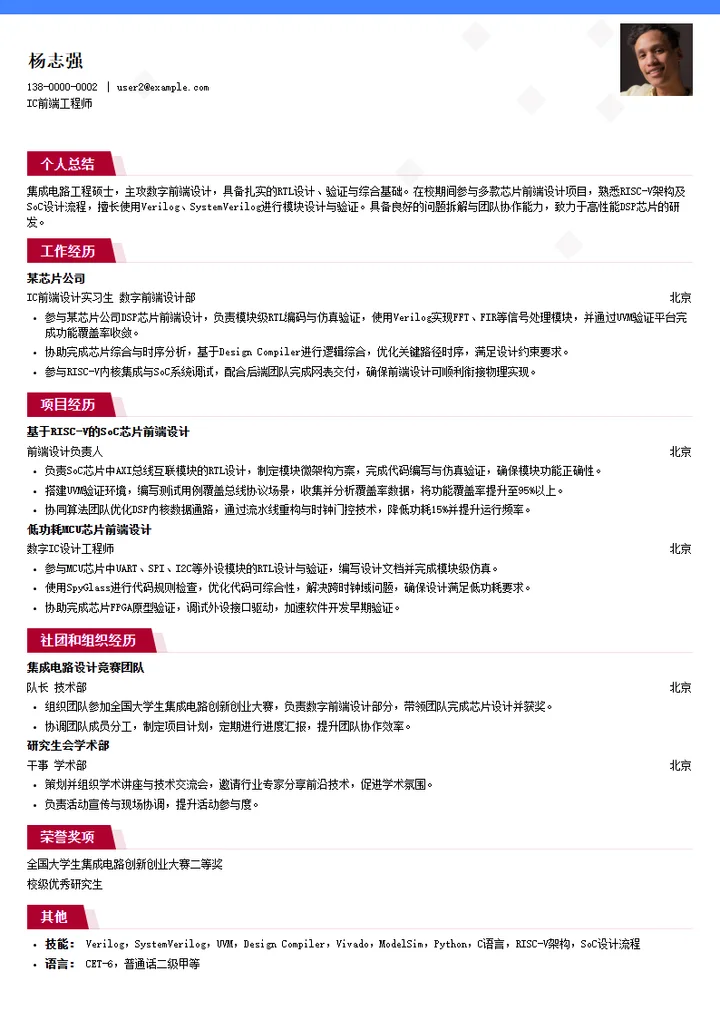 杨志强
138-0000-0002 | user2@example.com
IC前端工程师
个人总结
集成电路工程硕士，主攻数字前端设计，具备扎实的RTL设计、验证与综合基础。在校期间参与多款芯片前端设计项目，熟悉RISC-V架构及
SoC设计流程，擅长使用Verilog、SystemVerilog进行模块设计与验证。具备良好的问题拆解与团队协作能力，致力于高性能DSP芯片的研
发。
工作经历
某芯片公司
IC前端设计实习生 数字前端设计部 北京
• 参与某芯片公司DSP芯片前端设计，负责模块级RTL编码与仿真验证，使用Verilog实现FFT、FIR等信号处理模块，并通过UVM验证平台完
成功能覆盖率收敛。
• 协助完成芯片综合与时序分析，基于Design Compiler进行逻辑综合，优化关键路径时序，满足设计约束要求。
• 参与RISC-V内核集成与SoC系统调试，配合后端团队完成网表交付，确保前端设计可顺利衔接物理实现。
项目经历
基于RISC-V的SoC芯片前端设计
前端设计负责人 北京
• 负责SoC芯片中AXI总线互联模块的RTL设计，制定模块微架构方案，完成代码编写与仿真验证，确保模块功能正确性。
• 搭建UVM验证环境，编写测试用例覆盖总线协议场景，收集并分析覆盖率数据，将功能覆盖率提升至95%以上。
• 协同算法团队优化DSP内核数据通路，通过流水线重构与时钟门控技术，降低功耗15%并提升运行频率。
低功耗MCU芯片前端设计
数字IC设计工程师 北京
• 参与MCU芯片中UART、SPI、I2C等外设模块的RTL设计与验证，编写设计文档并完成模块级仿真。
• 使用SpyGlass进行代码规则检查，优化代码可综合性，解决跨时钟域问题，确保设计满足低功耗要求。
• 协助完成芯片FPGA原型验证，调试外设接口驱动，加速软件开发早期验证。
社团和组织经历
集成电路设计竞赛团队
队长 技术部 北京
• 组织团队参加全国大学生集成电路创新创业大赛，负责数字前端设计部分，带领团队完成芯片设计并获奖。
• 协调团队成员分工，制定项目计划，定期进行进度汇报，提升团队协作效率。
研究生会学术部
干事 学术部 北京
• 策划并组织学术讲座与技术交流会，邀请行业专家分享前沿技术，促进学术氛围。
• 负责活动宣传与现场协调，提升活动参与度。
荣誉奖项
全国大学生集成电路创新创业大赛二等奖
校级优秀研究生
其他
• 技能： Verilog，SystemVerilog，UVM，Design Compiler，Vivado，ModelSim，Python，C语言，RISC-V架构，SoC设计流程
• 语言： CET-6，普通话二级甲等